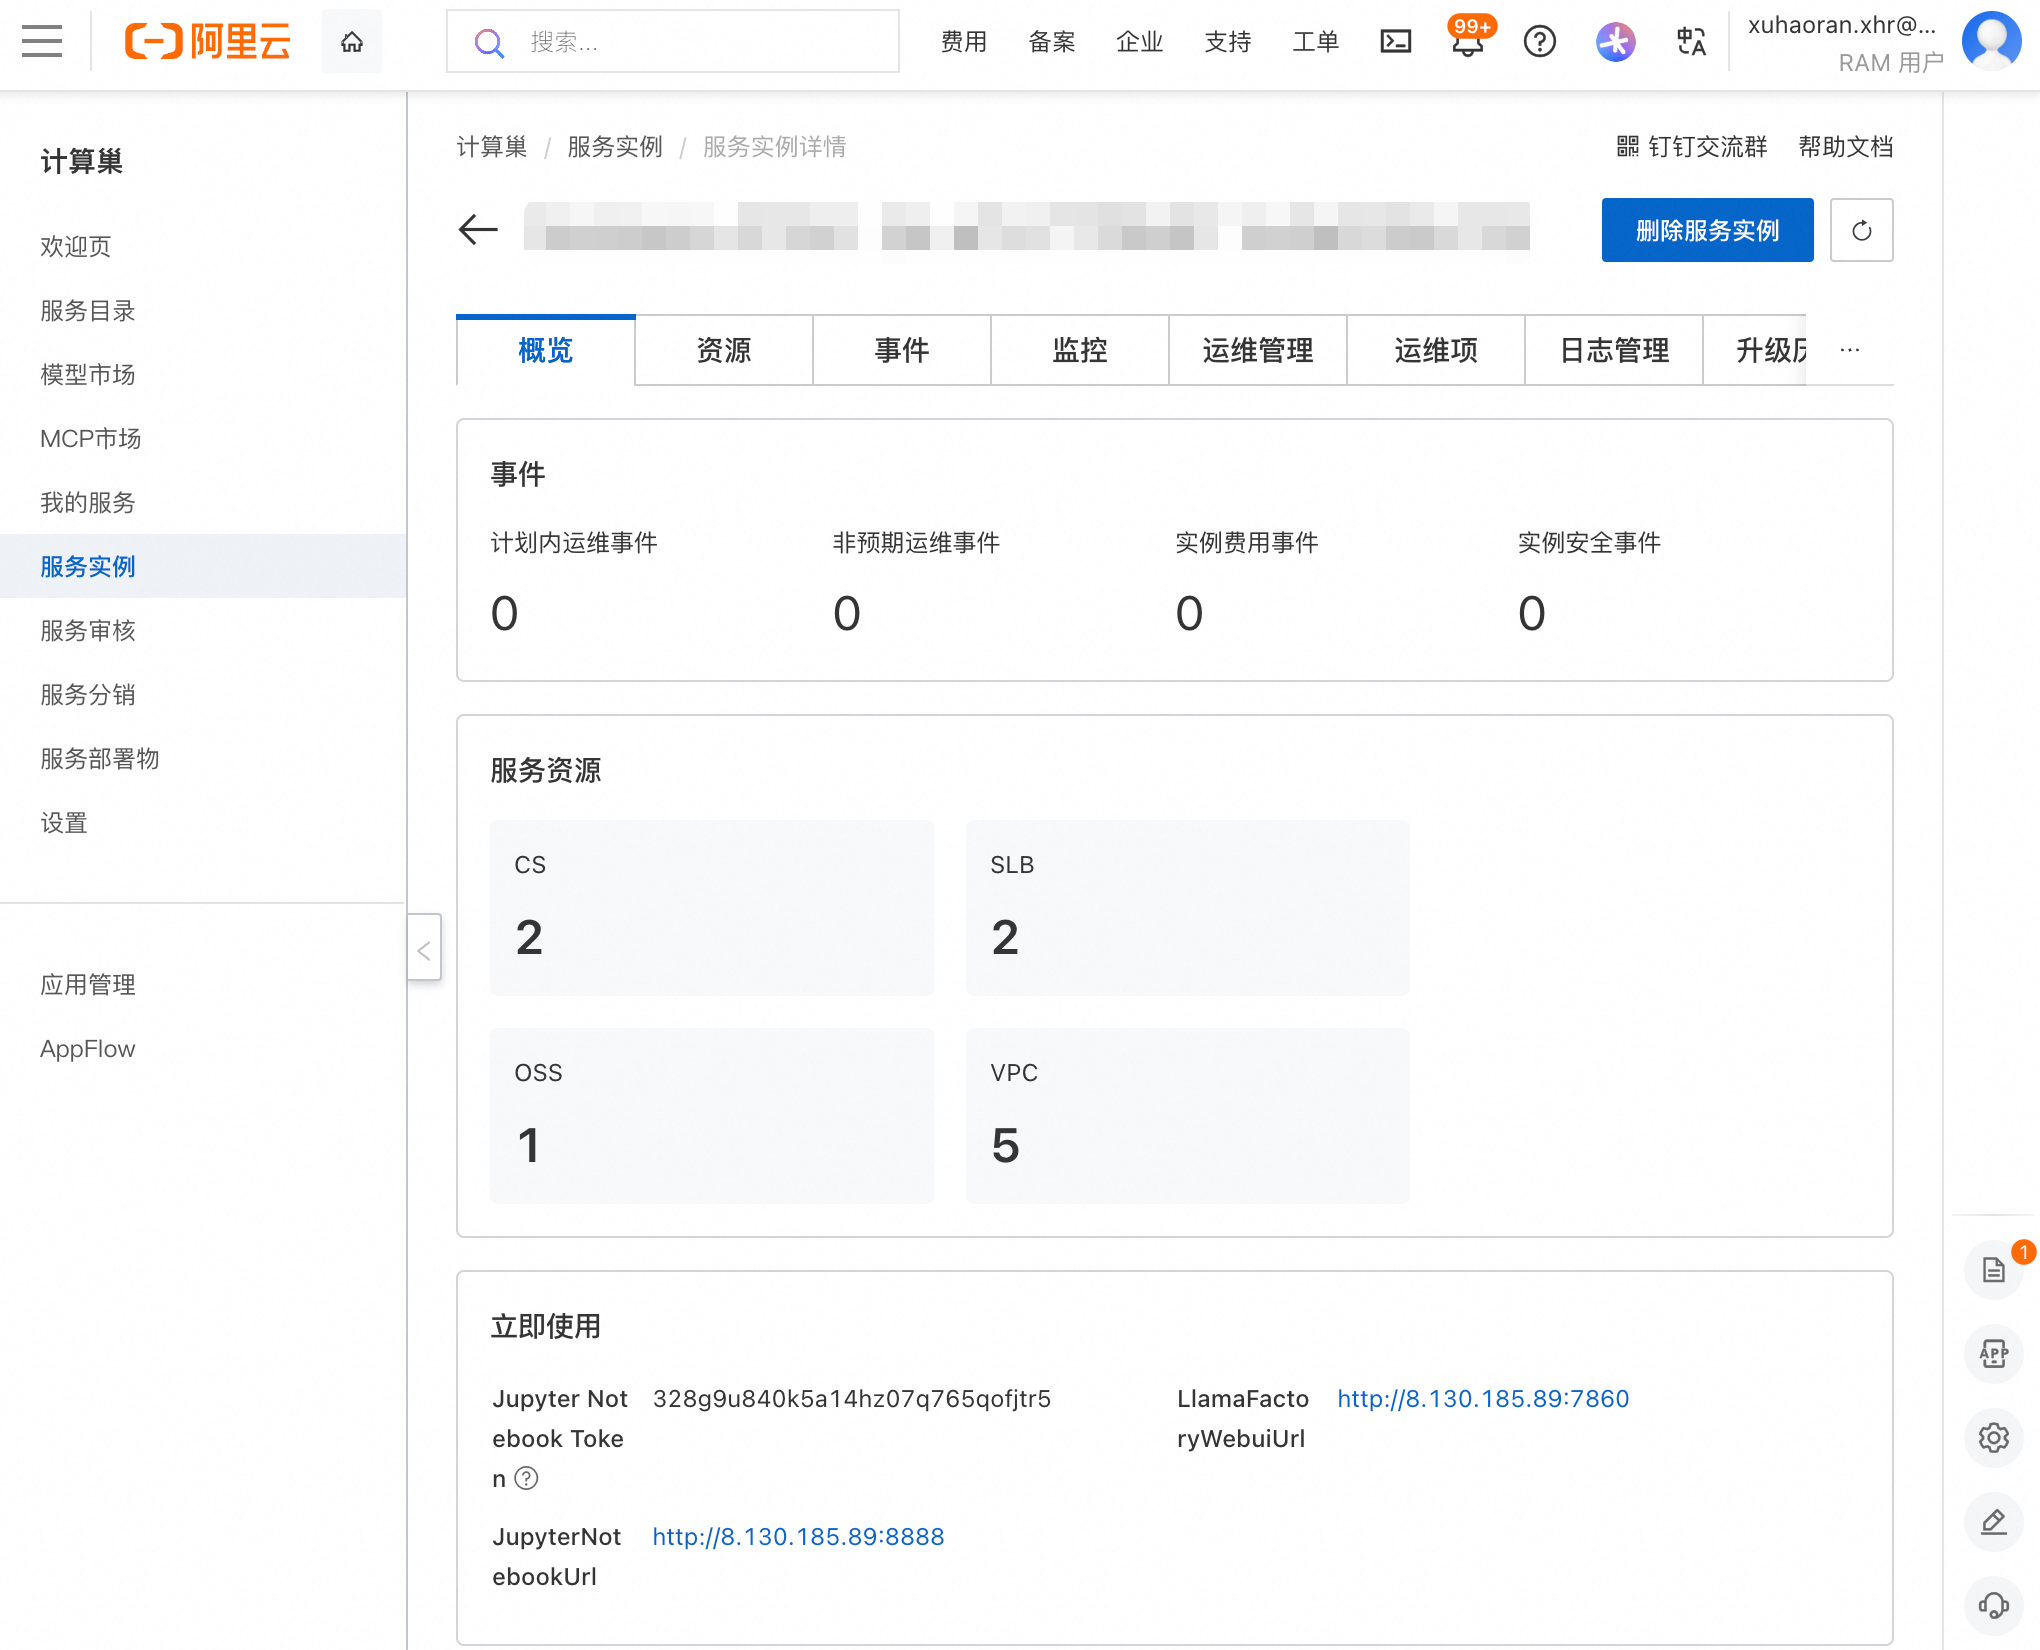 阿里云
搜索...
费用 备案 企业 支持 工单
99+
xuhaoran.xhr@...
RAM 用户
计算巢
欢迎页
服务目录
模型市场
MCP市场
我的服务
服务实例
服务审核
服务分销
服务部署物
设置
应用管理
AppFlow
计算巢 / 服务实例 / 服务实例详情
钉钉交流群 帮助文档
删除服务实例
概览 资源 事件 监控 运维管理 运维项 日志管理 升级历 ...
事件
计划内运维事件 非预期运维事件 实例费用事件 实例安全事件
0 0 0 0
服务资源
CS SLB
2 2
OSS VPC
1 5
立即使用
Jupyter Not 328g9u840k5a14hz07q765qofjtr5 LlamaFacto http://8.130.185.89:7860
ebook Toke ryWebuiUrl
n
JupyterNot http://8.130.185.89:8888
ebookUrl
1
APP